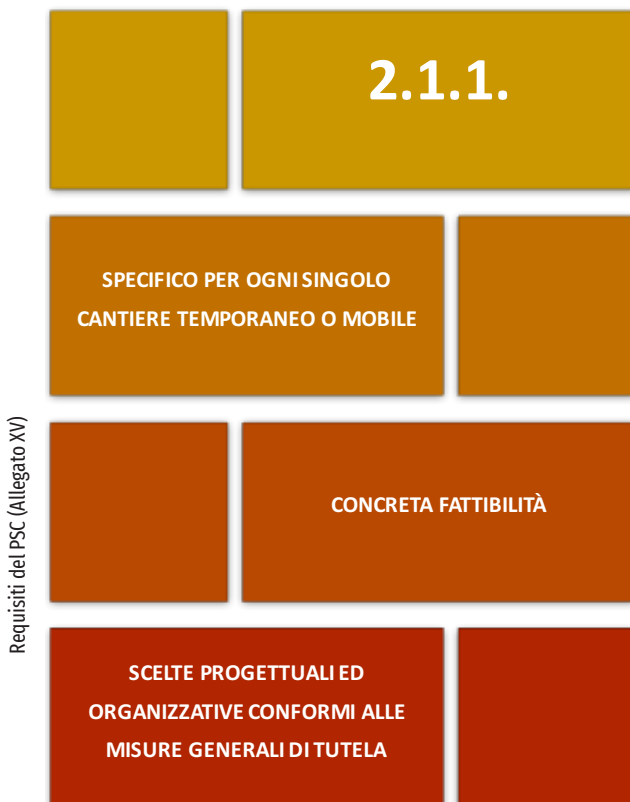 2.1.1.
SPECIFICO PER OGNI SINGOLO
CANTIERE TEMPORANEO O MOBILE
Requisiti del PSC (Allegato XV)
CONCRETA FATTIBILITÀ
SCELTE PROGETTUALI ED
ORGANIZZATIVE CONFORMI ALLE
MISURE GENERALI DI TUTELA